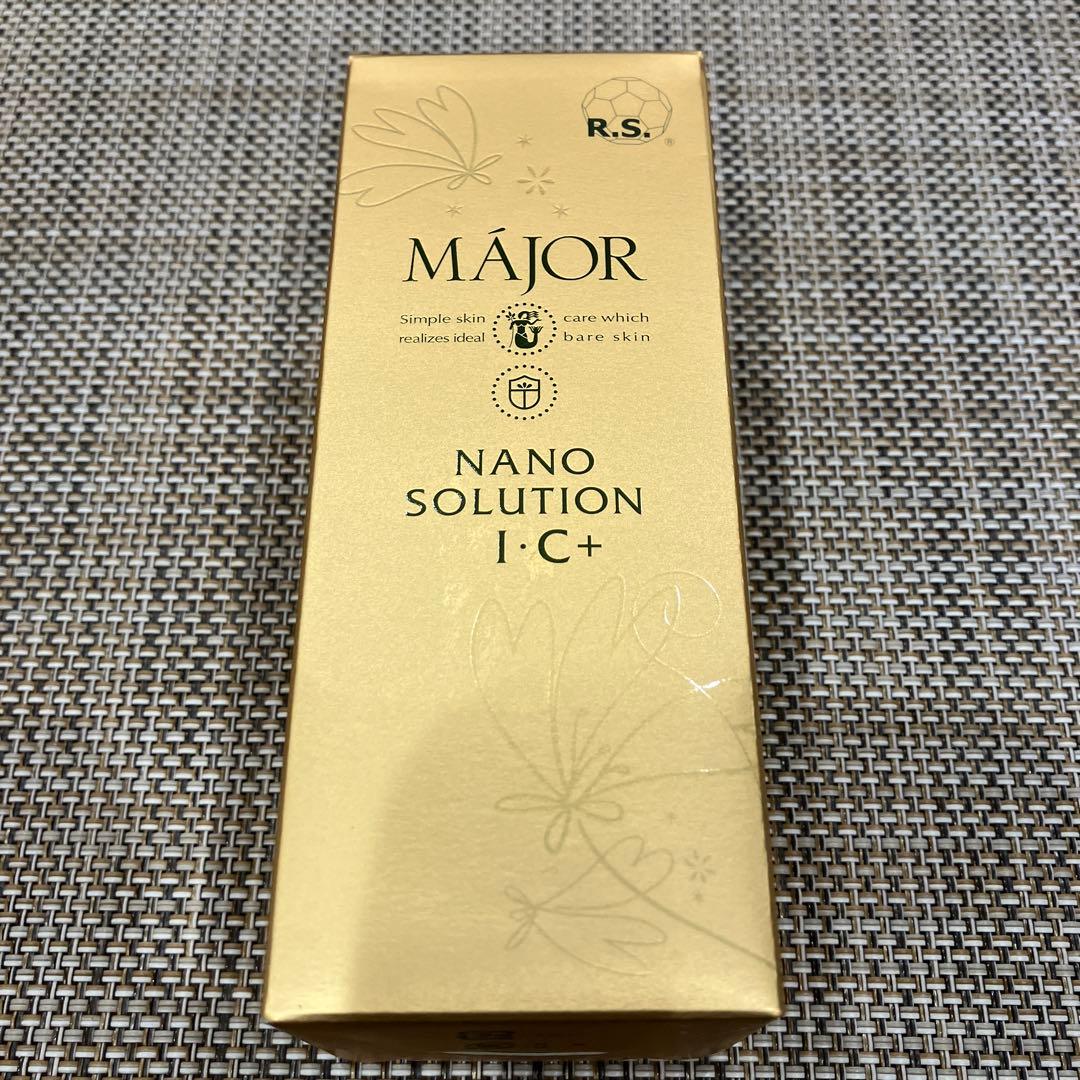 R.S.
®
MÁJOR
Simple skin care which
realizes ideal bare skin
NANO
SOLUTION
I·C+